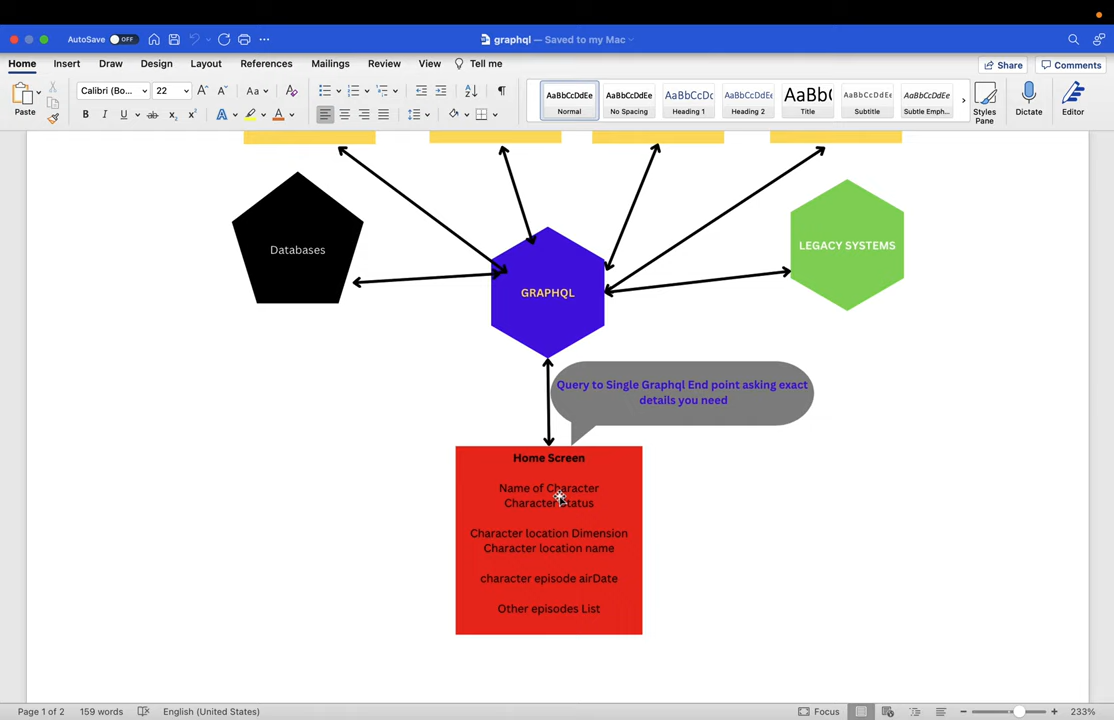 AutoSave OFF
graphql — Saved to my Mac
Home Insert Draw Design Layout References Mailings Review View Tell me
Share Comments
Paste
Calibri (Bo... 22
AaBbCcDdEe Normal
AaBbCcDdEe No Spacing
AaBbCcDc Heading 1
AaBbCcDdEe Heading 2
AaBb( Title
AaBbCcDdEe Subtitle
AaBbCcDdEe Subtle Emph...
Styles Pane
Dictate
Editor
Databases
LEGACY SYSTEMS
GRAPHQL
Query to Single Graphql End point asking exact
details you need
Home Screen
Name of Character
Character status
Character location Dimension
Character location name
character episode airDate
Other episodes List
Page 1 of 2 159 words English (United States) Focus 233%